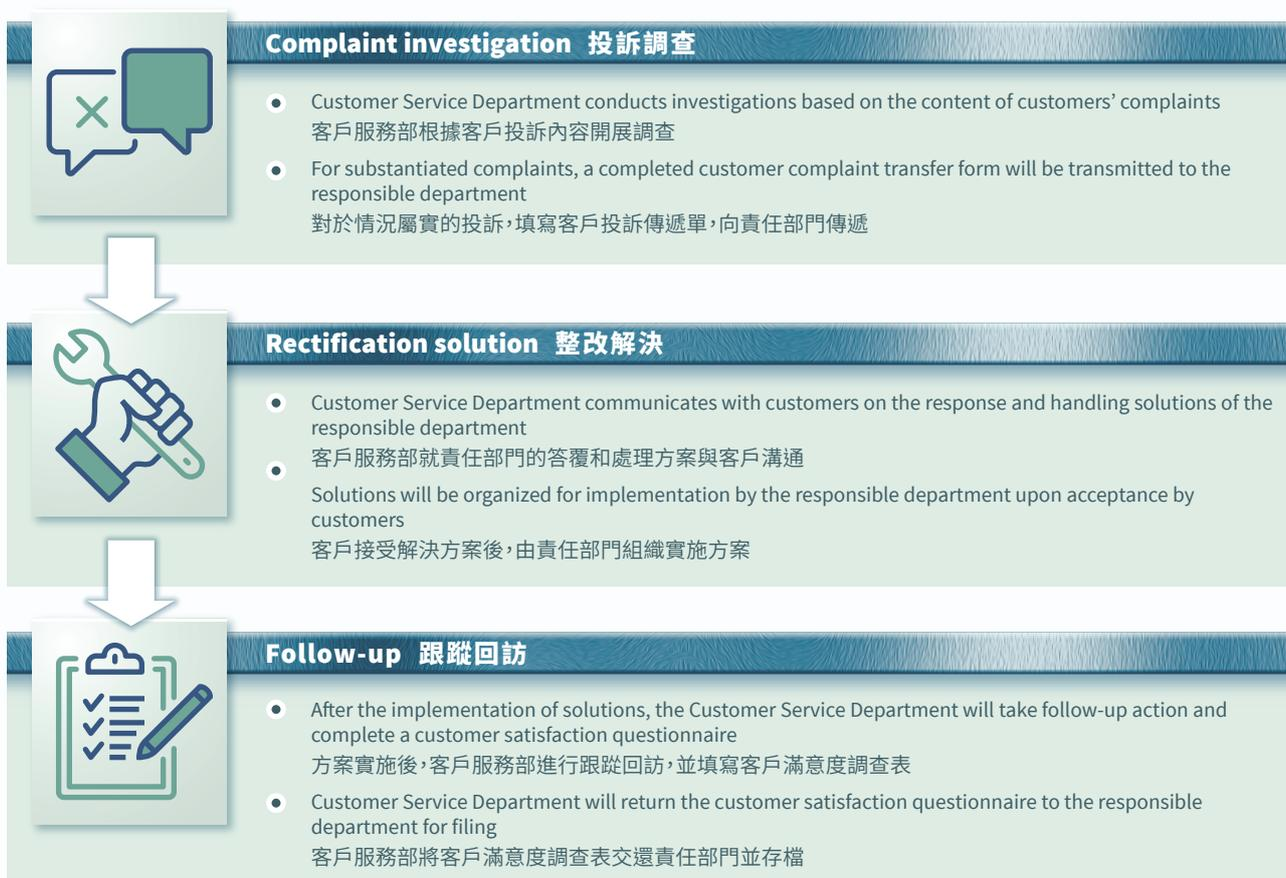 Complaint investigation 投訴調查
Customer Service Department conducts investigations based on the content of customers’ complaints
客戶服務部根據客戶投訴內容開展調查
For substantiated complaints, a completed customer complaint transfer form will be transmitted to the
responsible department
對於情況屬實的投訴，填寫客戶投訴傳遞單，向責任部門傳遞
Rectification solution 整改解決
Customer Service Department communicates with customers on the response and handling solutions of the
responsible department
客戶服務部就責任部門的答覆和處理方案與客戶溝通
Solutions will be organized for implementation by the responsible department upon acceptance by
customers
客戶接受解決方案後，由責任部門組織實施方案
Follow-up 跟蹤回訪
After the implementation of solutions, the Customer Service Department will take follow-up action and
complete a customer satisfaction questionnaire
方案實施後，客戶服務部進行跟蹤回訪，並填寫客戶滿意度調查表
Customer Service Department will return the customer satisfaction questionnaire to the responsible
department for filing
客戶服務部將客戶滿意度調查表交還責任部門並存檔